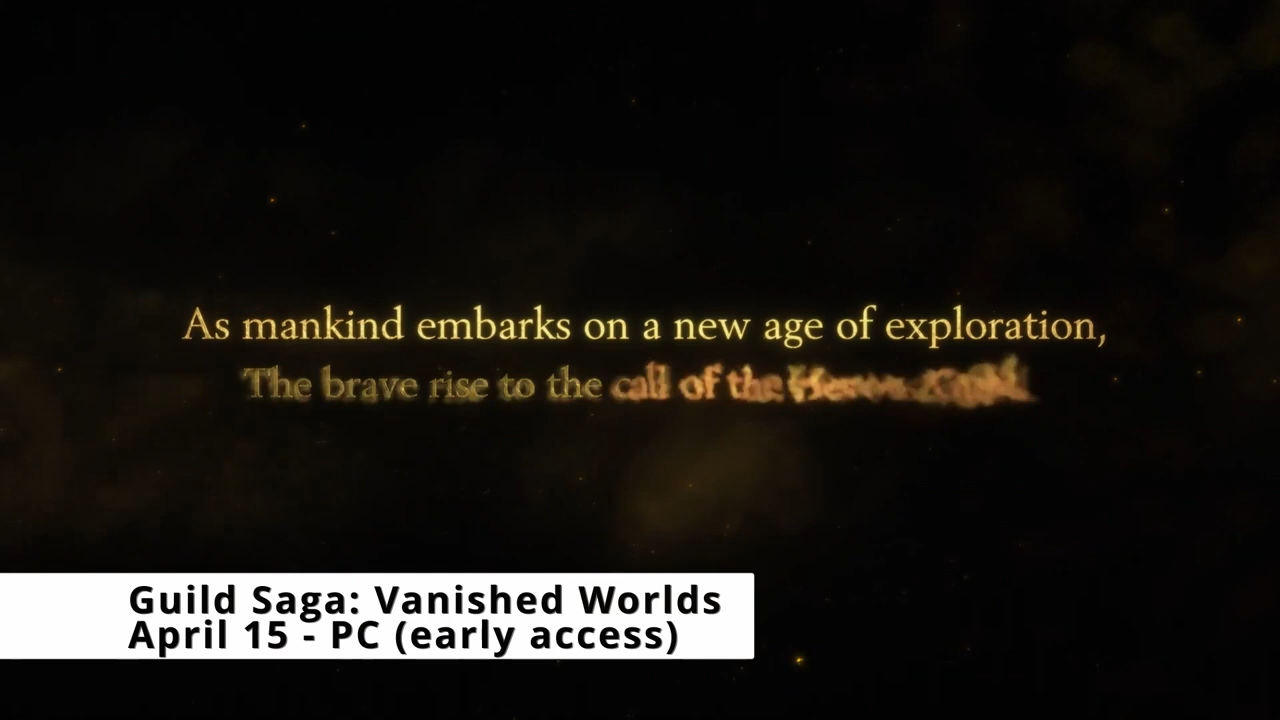 As mankind embarks on a new age of exploration,
The brave rise to the call of the
Guild Saga: Vanished Worlds
April 15 - PC (early access)